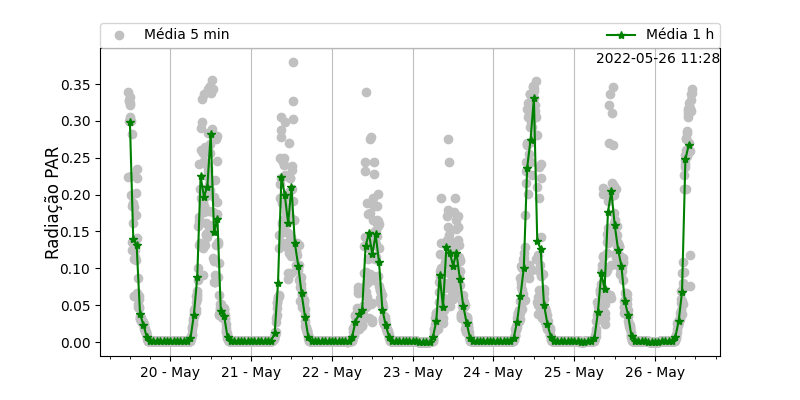 Média 5 min
Média 1 h
2022-05-26 11:28
Radiação PAR
0.35
0.30
0.25
0.20
0.15
0.10
0.05
0.00
20 - May
21 - May
22 - May
23 - May
24 - May
25 - May
26 - May